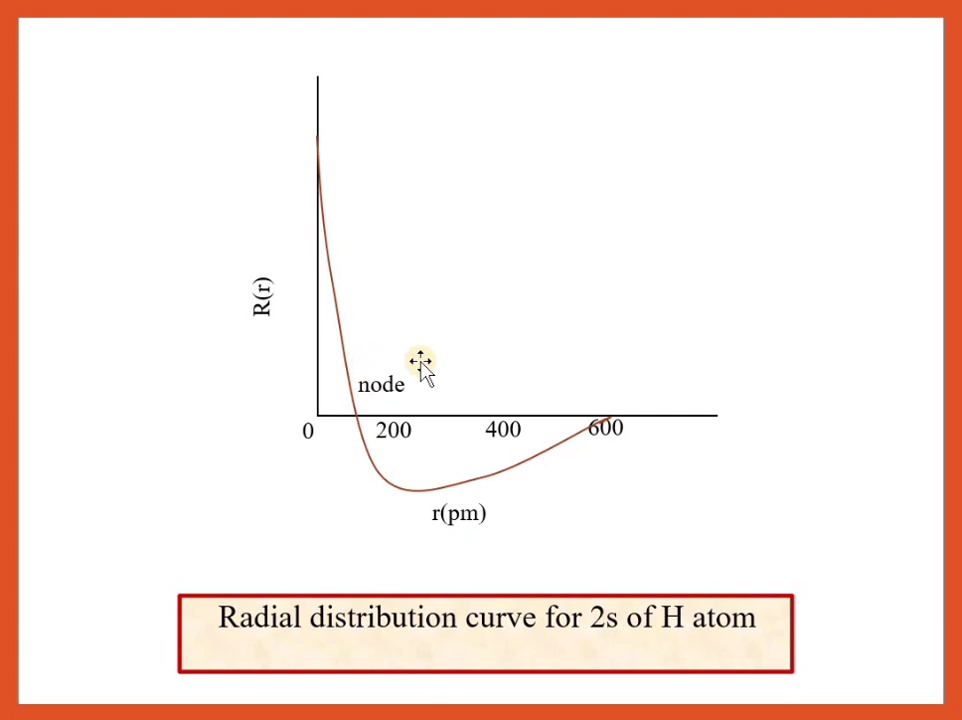 R(r)
node
0 200 400 600
r(pm)
Radial distribution curve for 2s of H atom